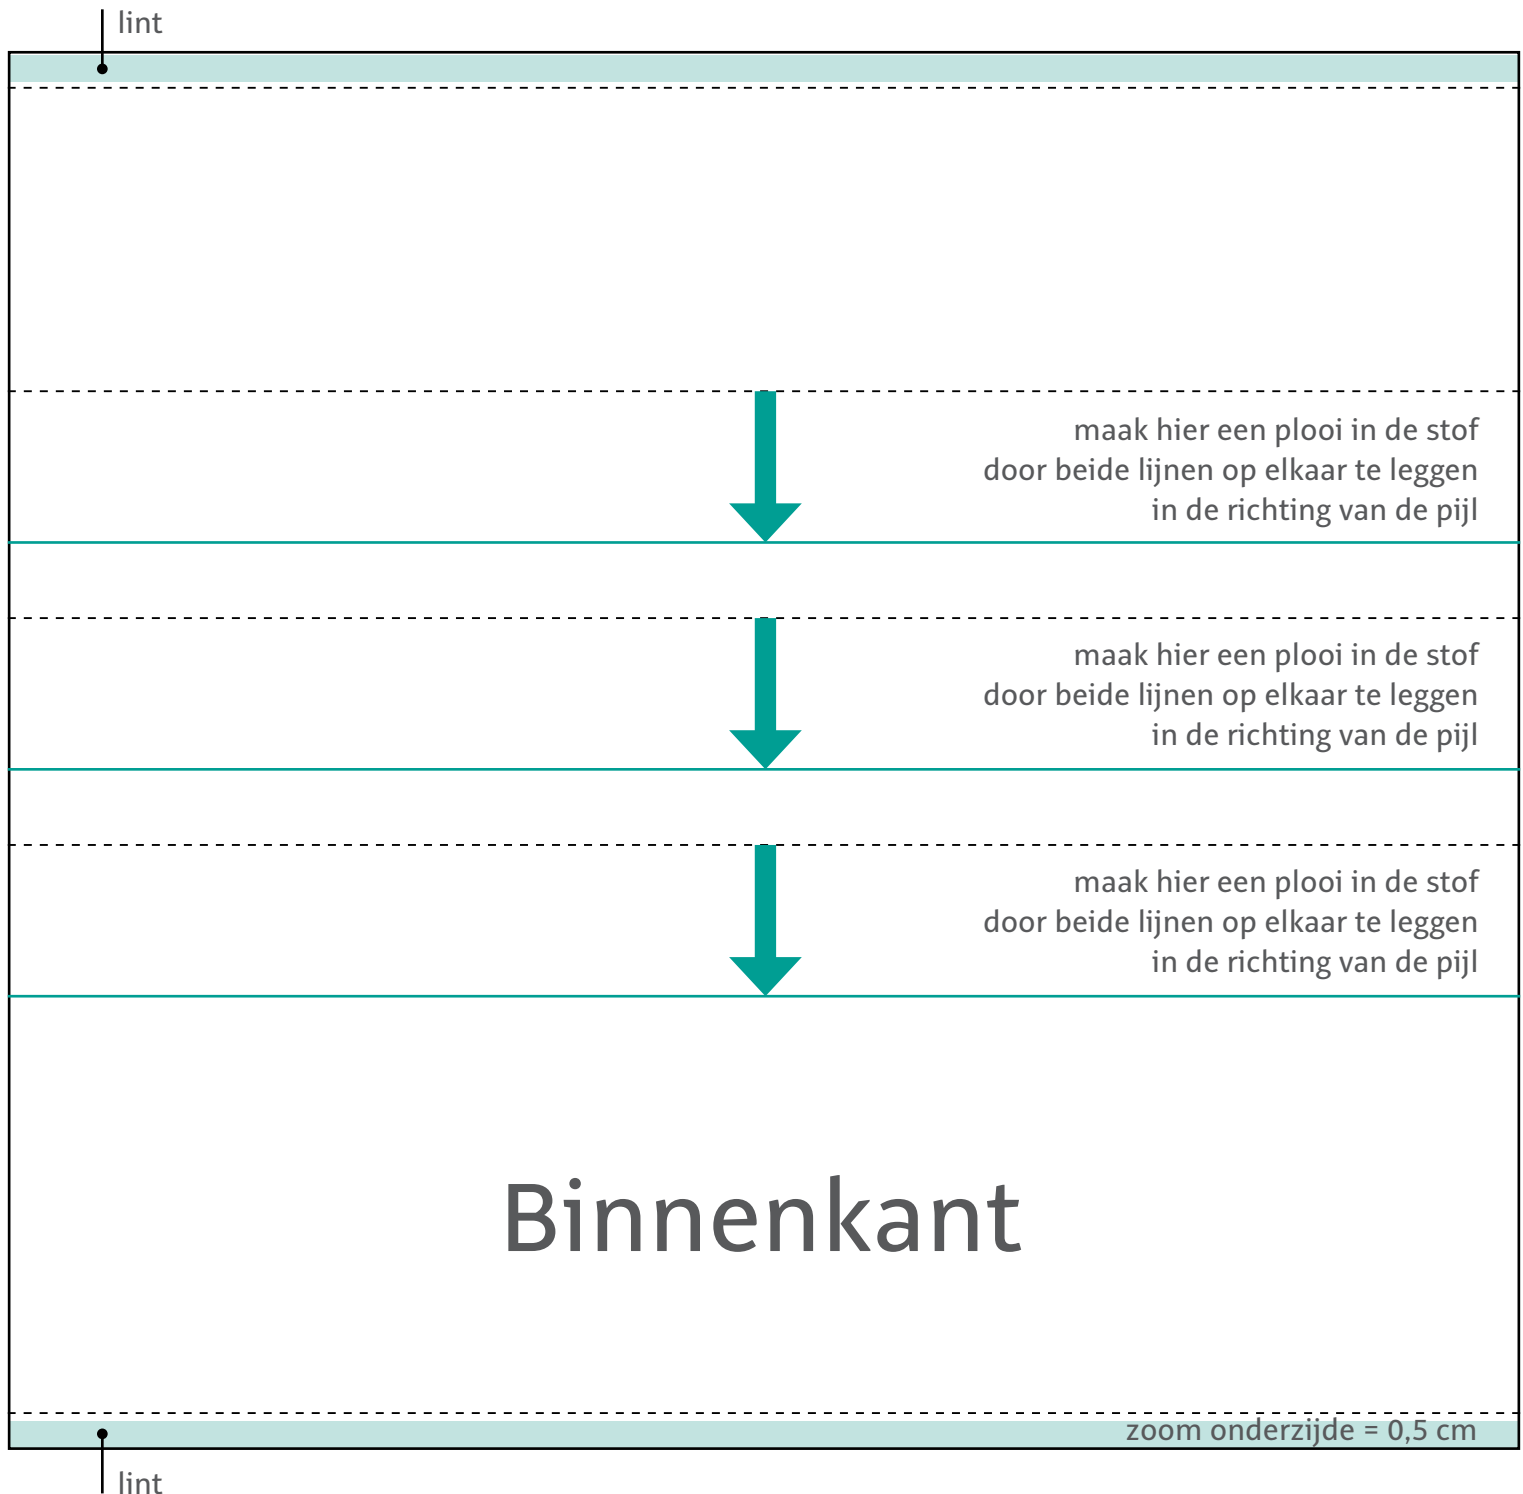 lint
maak hier een plooi in de stof
door beide lijnen op elkaar te leggen
in de richting van de pijl
maak hier een plooi in de stof
door beide lijnen op elkaar te leggen
in de richting van de pijl
maak hier een plooi in de stof
door beide lijnen op elkaar te leggen
in de richting van de pijl
Binnenkant
zoom onderzijde = 0,5 cm
lint